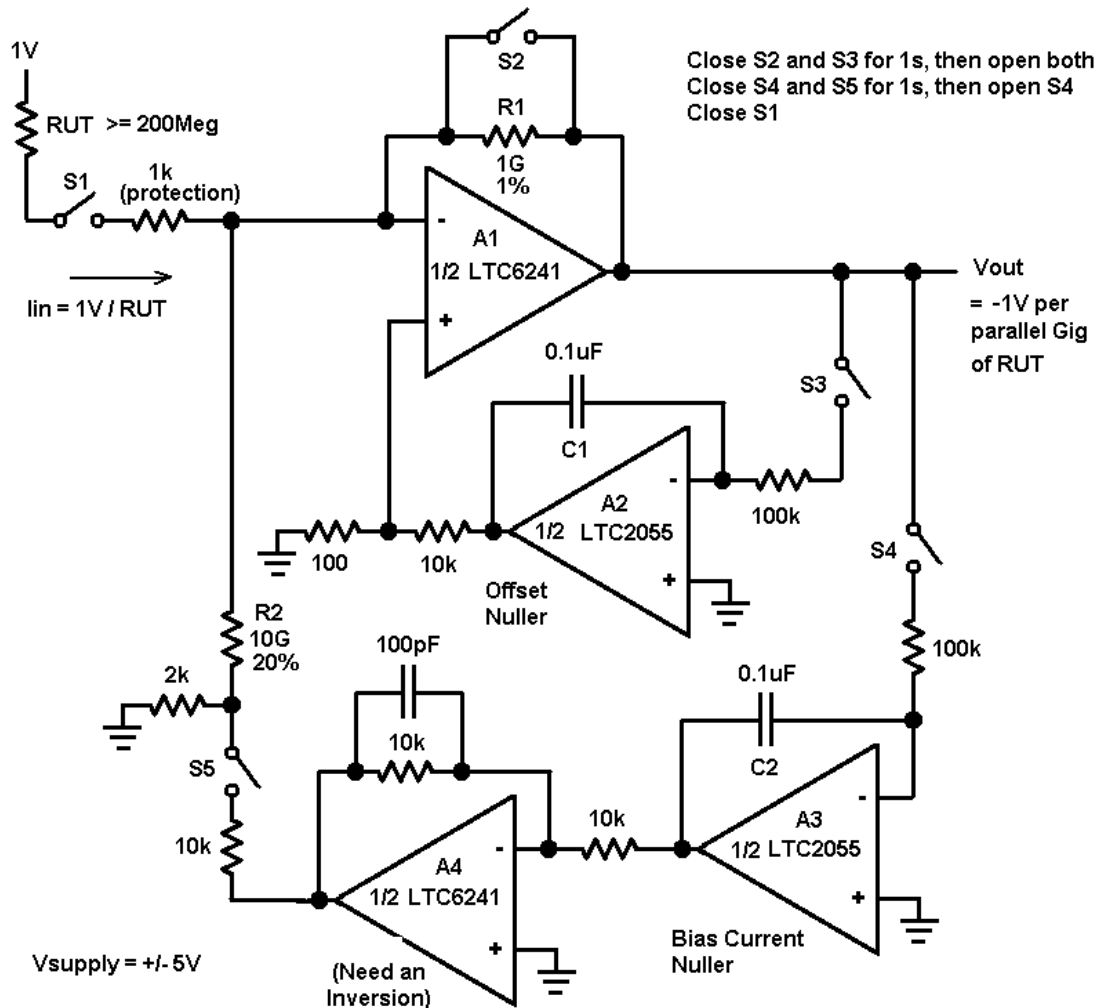 1V
RUT >= 200Meg
S1
1k
(protection)
Iin = 1V / RUT
S2
R1
1G
1%
-
A1
1/2 LTC6241
+
Close S2 and S3 for 1s, then open both
Close S4 and S5 for 1s, then open S4
Close S1
Vout
= -1V per
parallel Gig
of RUT
0.1uF
C1
S3
-
A2
1/2 LTC2055
+
100k
100
10k
Offset
Nuller
S4
100k
R2
10G
20%
2k
S5
10k
100pF
10k
-
A4
1/2 LTC6241
+
(Need an
Inversion)
10k
0.1uF
C2
-
A3
1/2 LTC2055
+
Bias Current
Nuller
Vsupply = +/- 5V